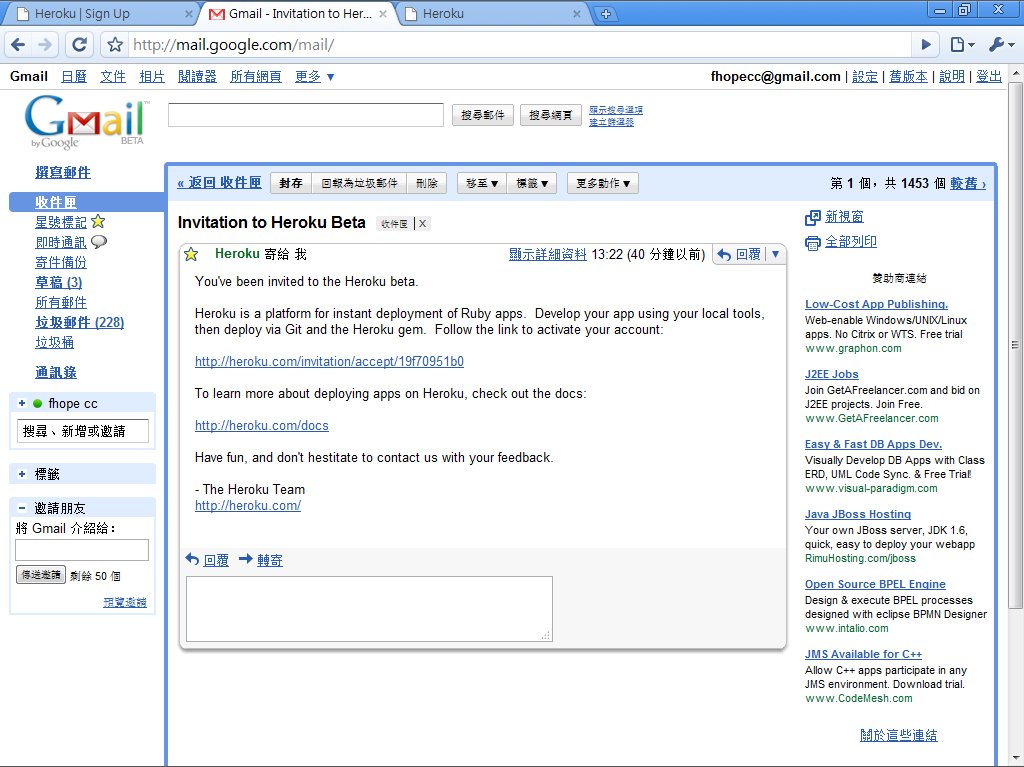 Heroku | Sign Up
Gmail - Invitation to Her...
Heroku
http://mail.google.com/mail/
Gmail 日曆 文件 相片 閱讀器 所有網頁 更多 ▼
fhopecc@gmail.com | 設定 | 舊版本 | 說明 | 登出
Gmail
by Google BETA
搜尋郵件 搜尋網頁
顯示搜尋選項
建立篩選器
撰寫郵件
收件匣
星號標記
即時通訊
寄件備份
草稿 (3)
所有郵件
垃圾郵件 (228)
垃圾桶
通訊錄
fhope cc
搜尋、新增或邀請
標籤
邀請朋友
將 Gmail 介紹給:
傳送邀請 剩餘 50 個
預覽邀請
« 返回 收件匣 封存 回報為垃圾郵件 刪除 移至 ▼ 標籤 ▼ 更多動作 ▼ 第 1 個，共 1453 個 較舊 ›
Invitation to Heroku Beta 收件匣 | X
Heroku 寄給 我 顯示詳細資料 13:22 (40 分鐘以前) 回覆 ▼
You've been invited to the Heroku beta.
Heroku is a platform for instant deployment of Ruby apps. Develop your app using your local tools,
then deploy via Git and the Heroku gem. Follow the link to activate your account:
http://heroku.com/invitation/accept/19f70951b0
To learn more about deploying apps on Heroku, check out the docs:
http://heroku.com/docs
Have fun, and don't hestitate to contact us with your feedback.
- The Heroku Team
http://heroku.com/
回覆 轉寄
新視窗
全部列印
贊助商連結
Low-Cost App Publishing.
Web-enable Windows/UNIX/Linux
apps. No Citrix or WTS. Free trial
www.graphon.com
J2EE Jobs
Join GetAFreelancer.com and bid on
J2EE projects. Join Free.
www.GetAFreelancer.com
Easy & Fast DB Apps Dev.
Visually Develop DB Apps with Class
ERD, UML Code Sync. & Free Trial!
www.visual-paradigm.com
Java JBoss Hosting
Your own JBoss server, JDK 1.6,
quick, easy to deploy your webapp
RimuHosting.com/jboss
Open Source BPEL Engine
Design & execute BPEL processes
designed with eclipse BPMN Designer
www.intalio.com
JMS Available for C++
Allow C++ apps participate in any
JMS environment. Download trial.
www.CodeMesh.com
關於這些連結